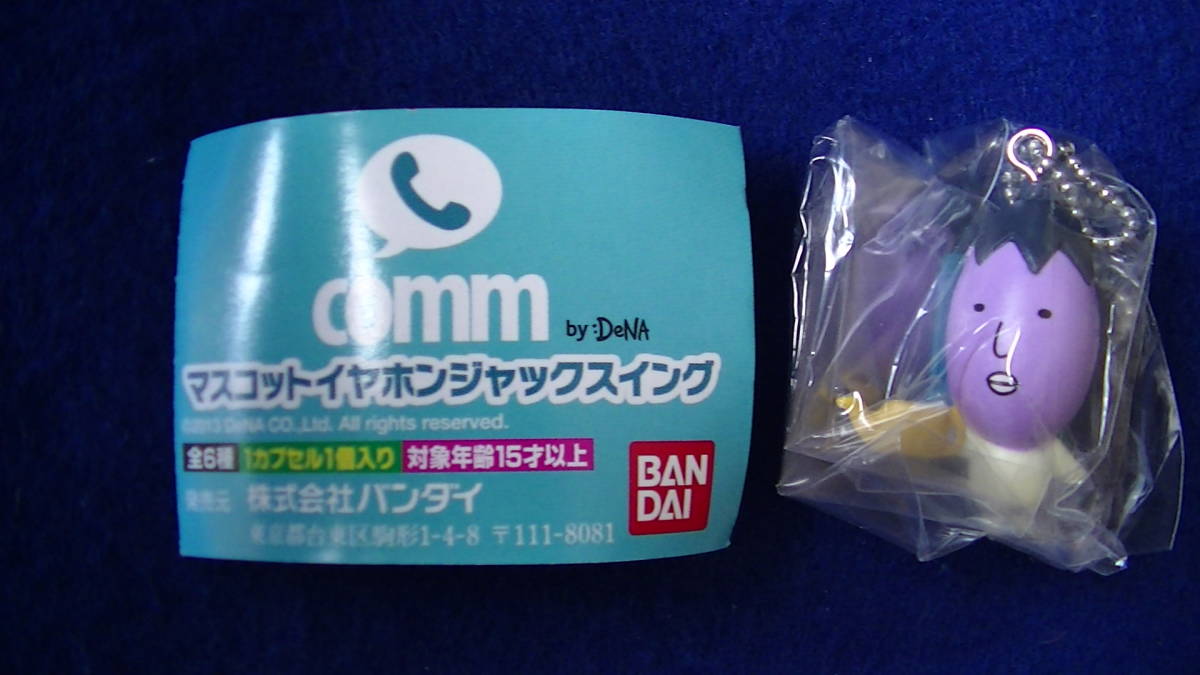 comm
by :DeNA
マスコットイヤホンジャックスイング
©2013 DeNA CO.,Ltd. All rights reserved.
全6種 1カプセル1個入り 対象年齢15才以上
発売元 株式会社バンダイ
東京都台東区駒形1-4-8 〒111-8081
BAN
DAI